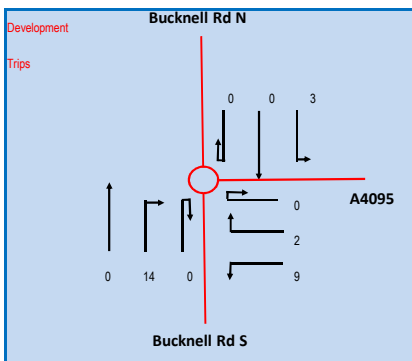 Bucknell Rd N
Development
Trips
0 0 3
0
A4095
2
0 14 0 9
Bucknell Rd S